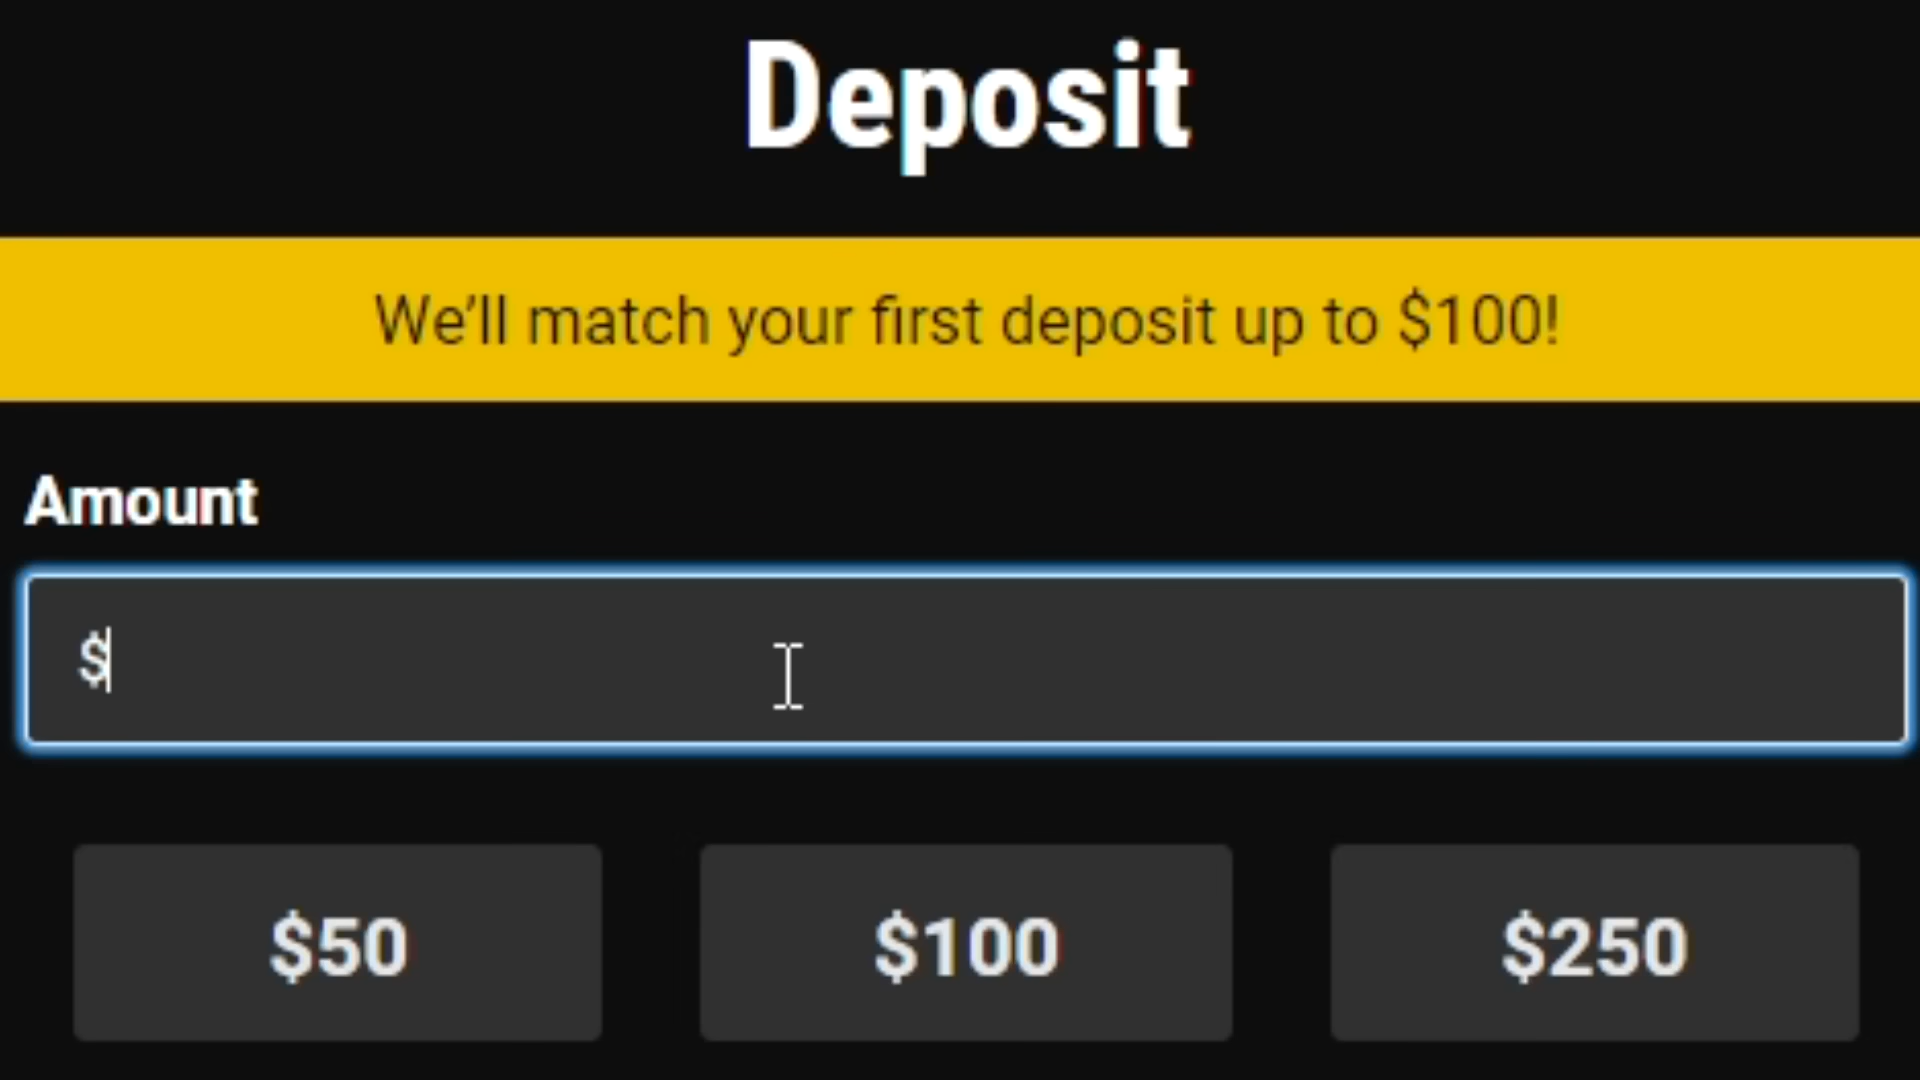 Deposit
We’ll match your first deposit up to $100!
Amount
$
$50 $100 $250